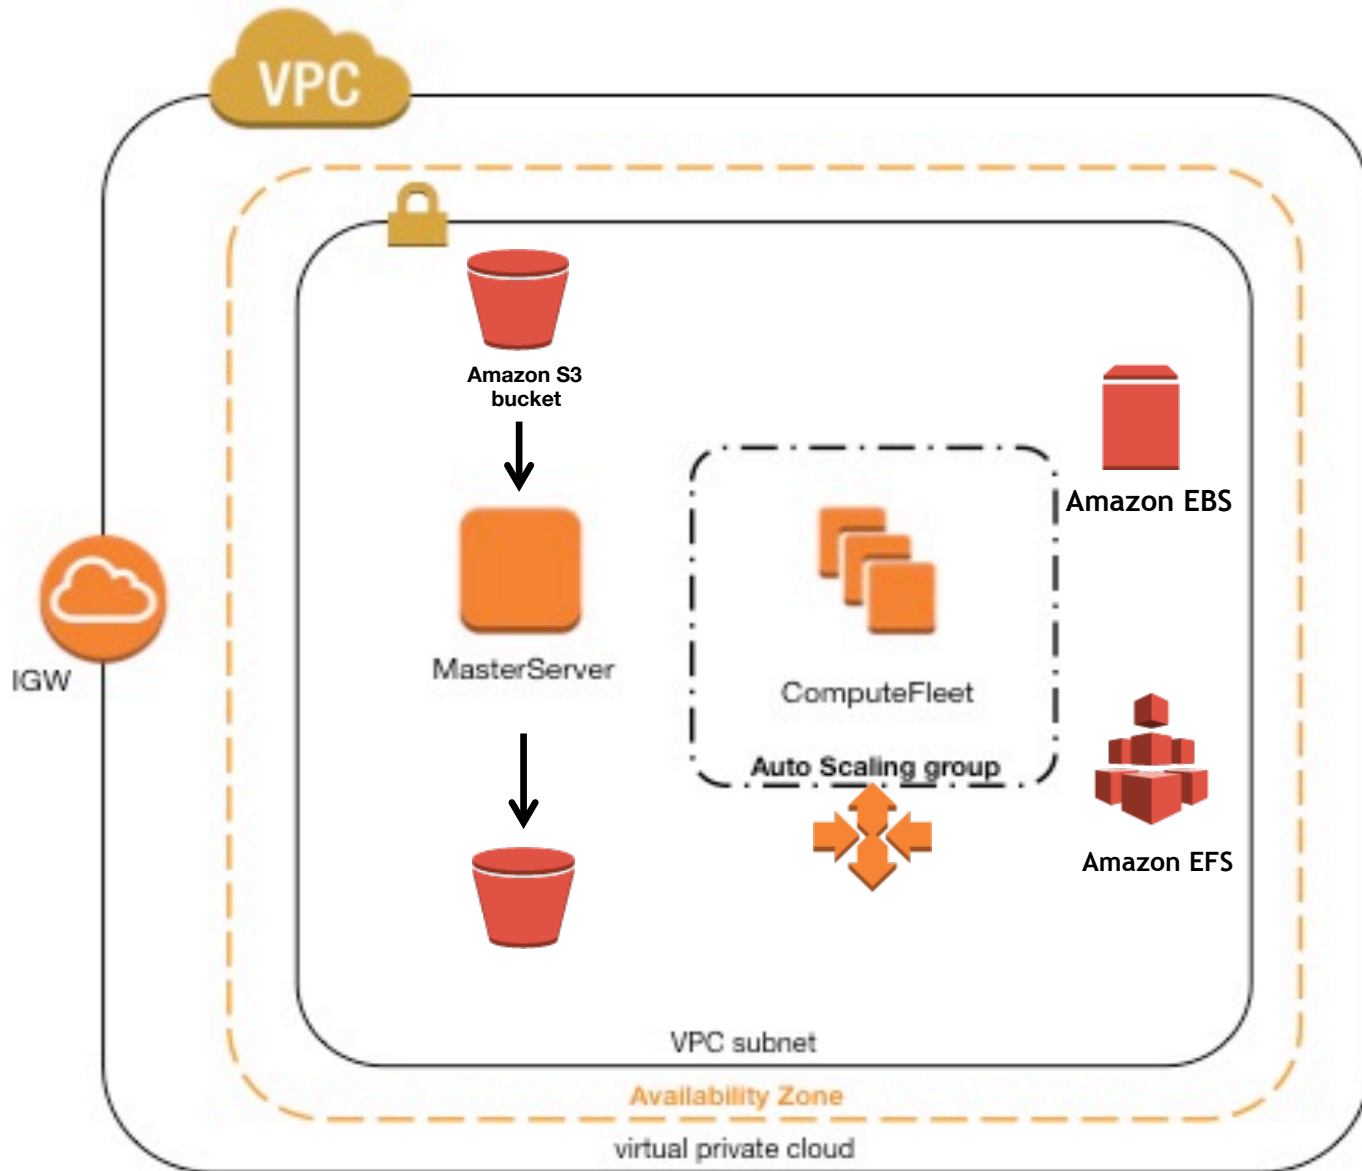 VPC
Amazon S3
bucket
Amazon EBS
IGW
MasterServer
ComputeFleet
Auto Scaling group
Amazon EFS
VPC subnet
Availability Zone
virtual private cloud